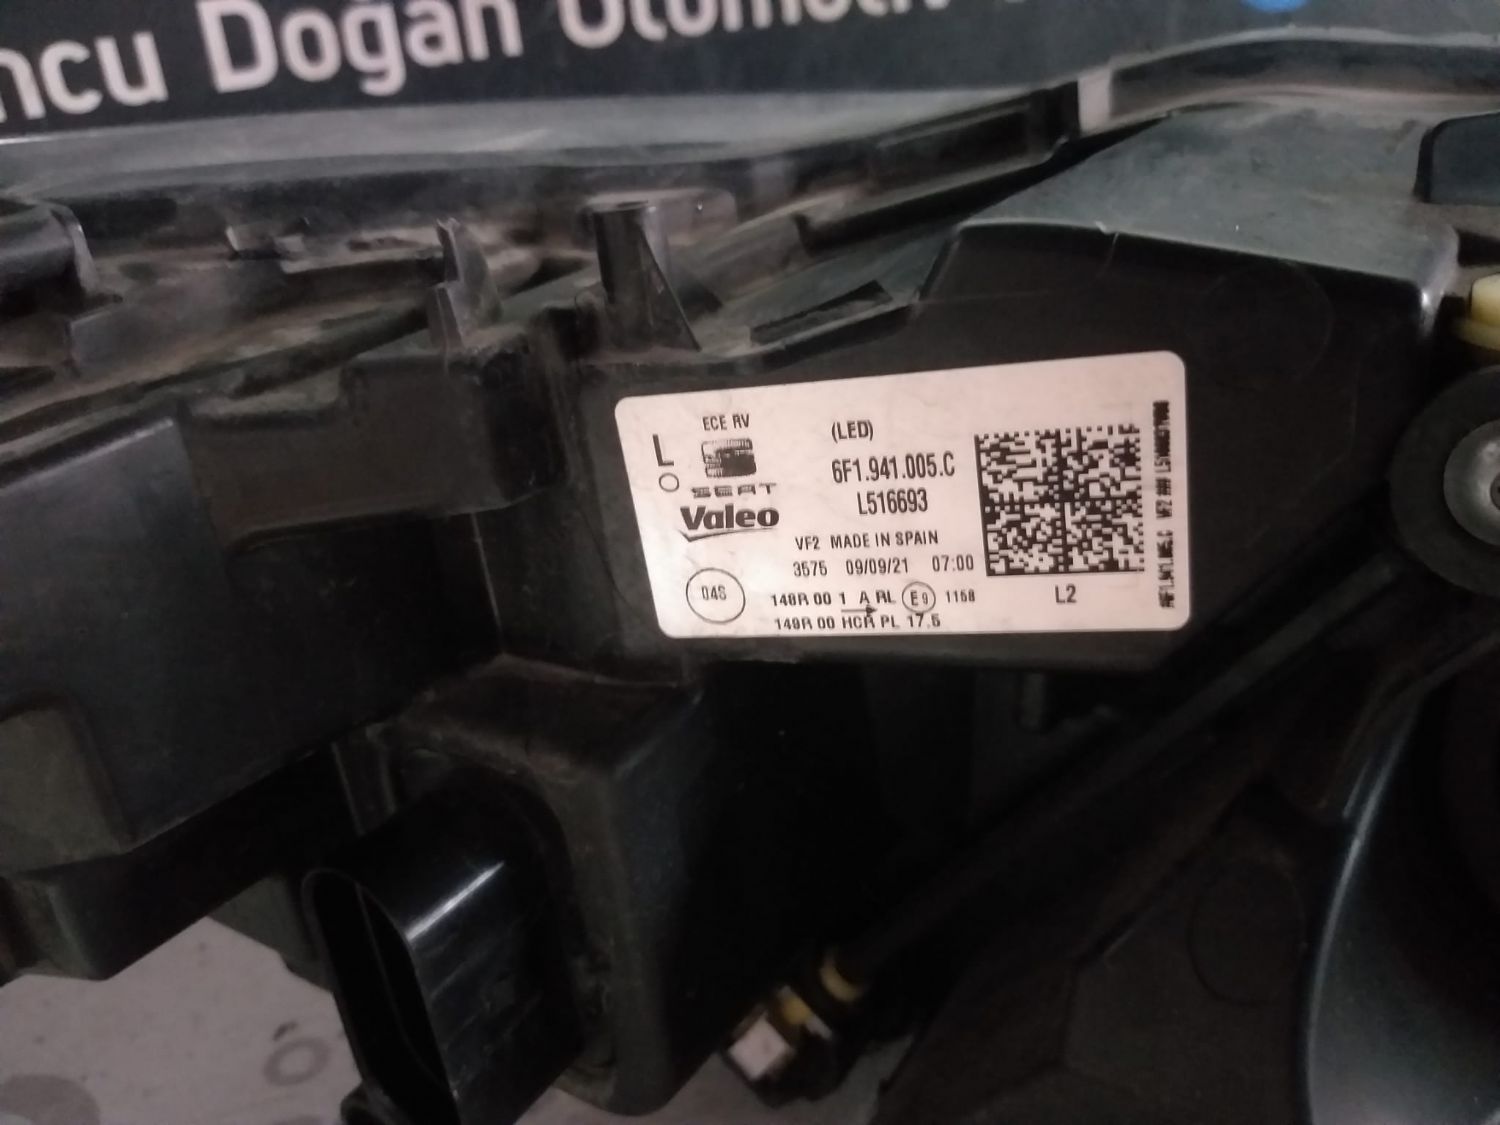 ncu Doğan Otomotiv
ECE RV
L
(LED)
SEAT
6F1.941.005.C
L516693
Valeo
VF2 MADE IN SPAIN
3575 09/09/21 07:00
04S
148R 00 1 A RL E9 1158
149R 00 HCR PL 17.5
L2